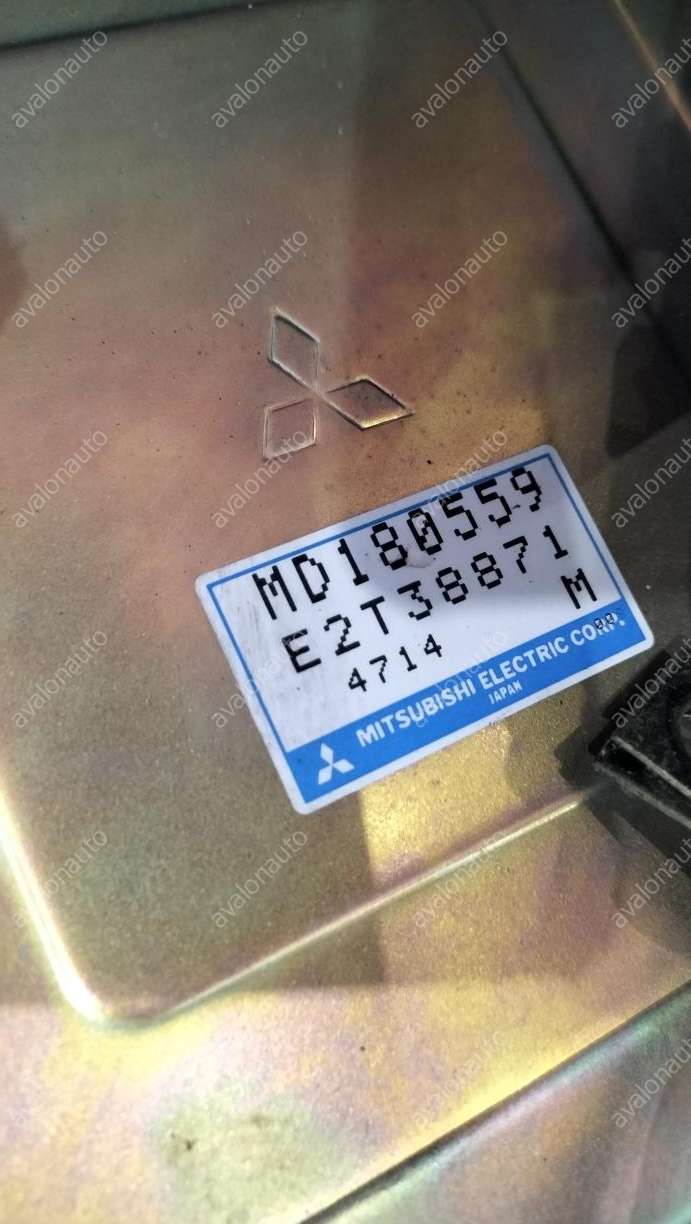 MD180559
E2T38871
4714 M
MITSUBISHI ELECTRIC CORP.
JAPAN
avalonauto